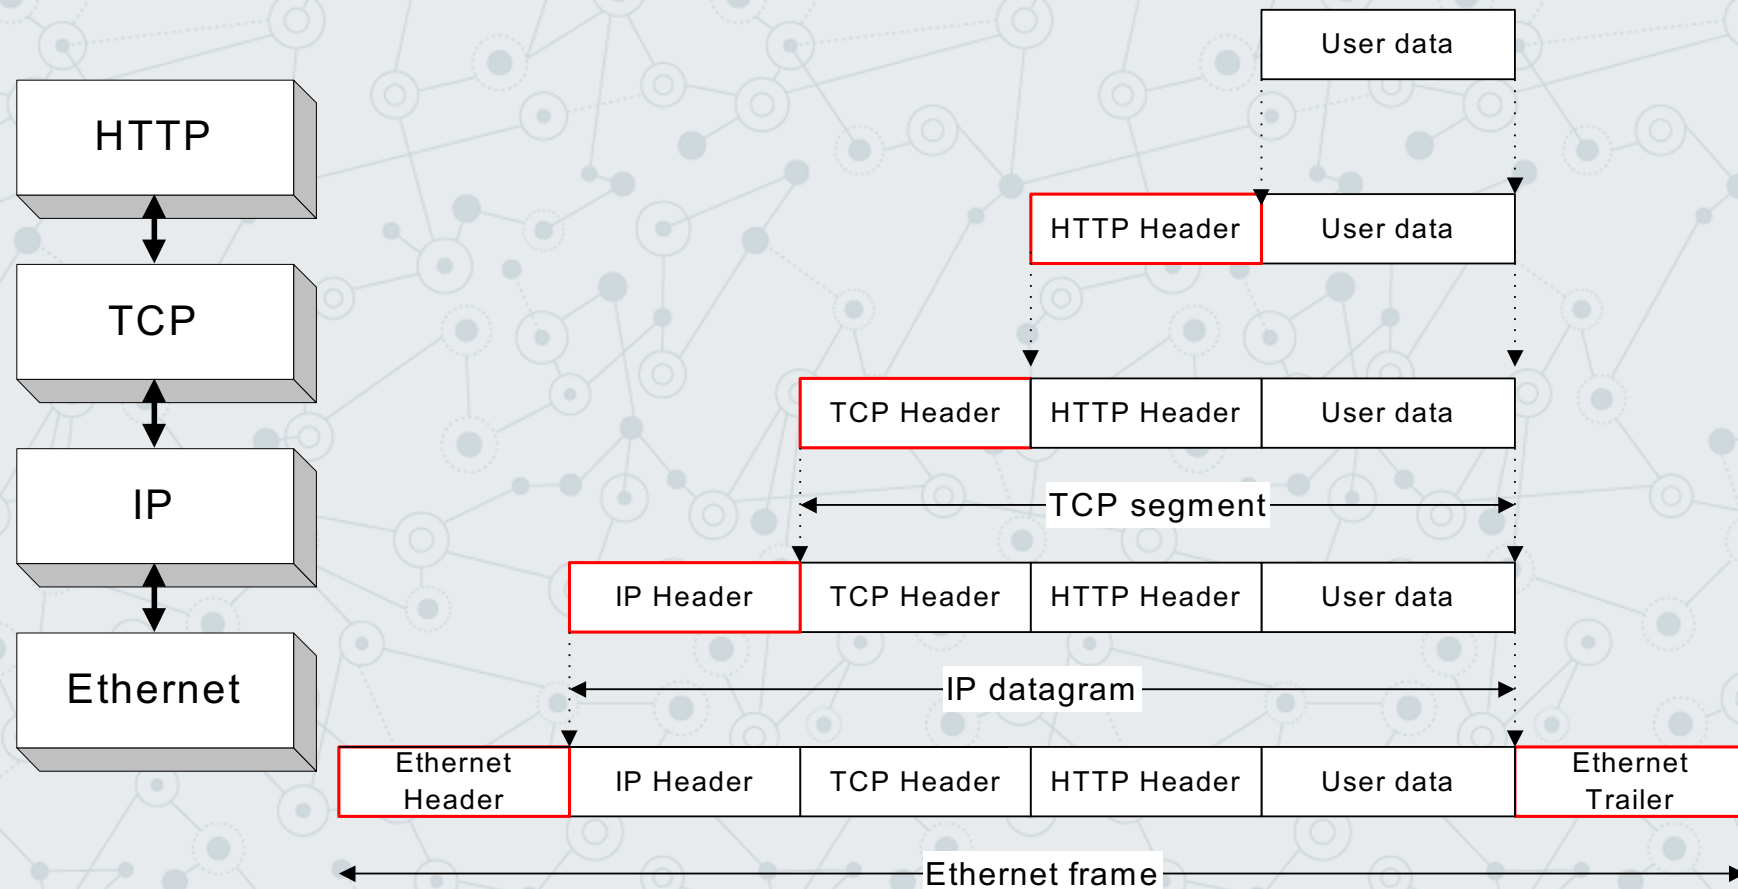 User data
HTTP
HTTP Header User data
TCP
TCP Header HTTP Header User data
TCP segment
IP
IP Header TCP Header HTTP Header User data
Ethernet
IP datagram
Ethernet
Header IP Header TCP Header HTTP Header User data Ethernet
Trailer
Ethernet frame